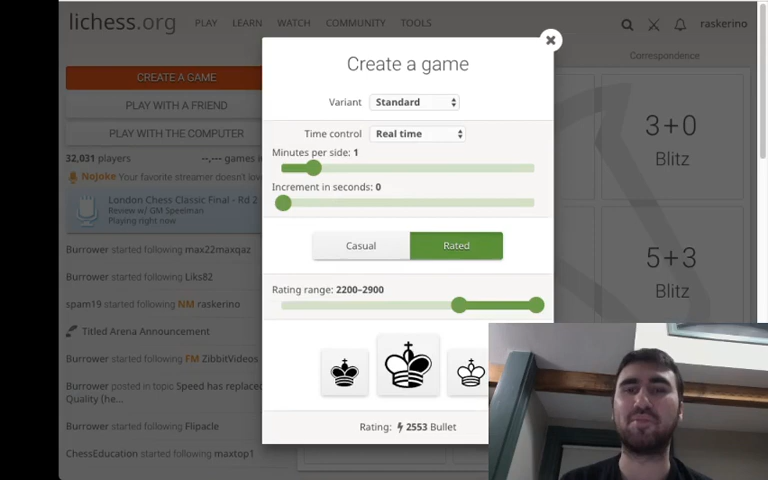 lichess.org PLAY LEARN WATCH COMMUNITY TOOLS raskerino
Correspondence
CREATE A GAME
PLAY WITH A FRIEND
PLAY WITH THE COMPUTER
32,031 players --,--- games in
NoJoke Your favorite streamer doesn't lov
London Chess Classic Final - Rd 2
Review w/ GM Speelman
Playing right now
Burrower started following max22maxqaz
Burrower started following Liks82
spam19 started following NM raskerino
Titled Arena Announcement
Burrower started following FM ZibbitVideos
Burrower posted in topic Speed has replaced
Quality (he...
Burrower started following Flipacle
ChessEducation started following maxtop1
Create a game
Variant Standard
Time control Real time
Minutes per side: 1
Increment in seconds: 0
Casual Rated
Rating range: 2200–2900
Rating: 2553 Bullet
3+0
Blitz
5+3
Blitz